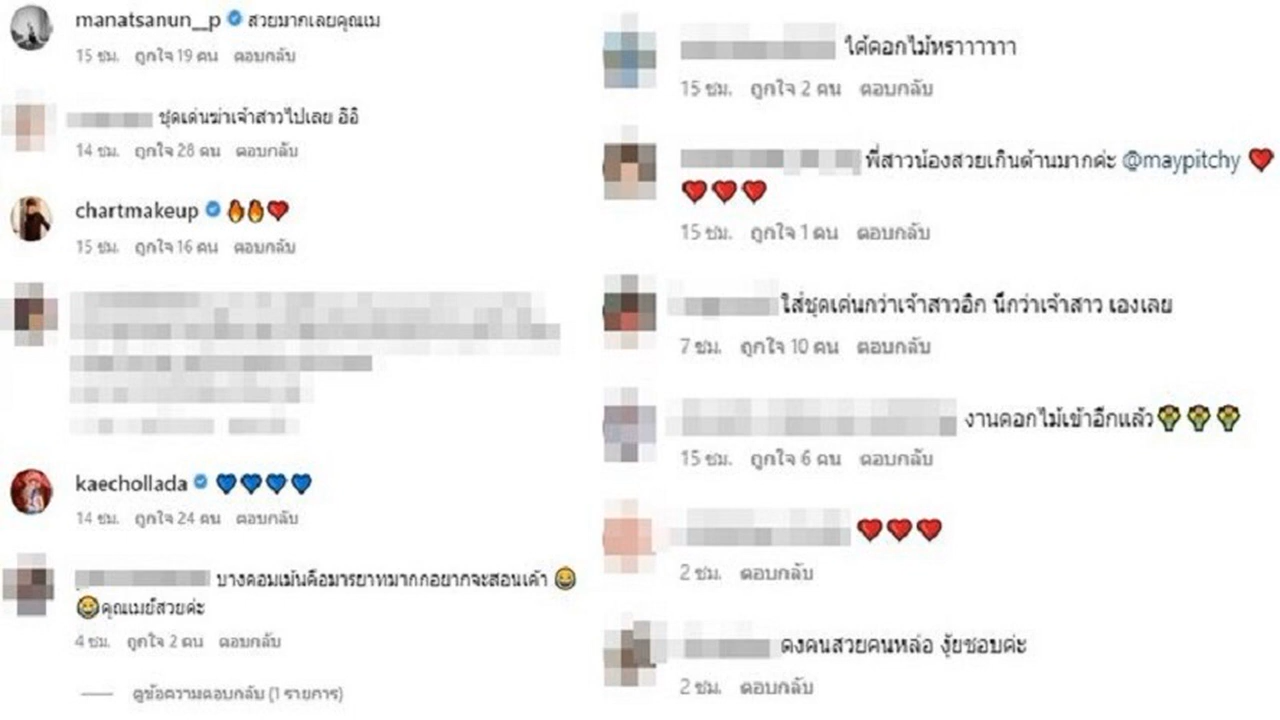 manatsanun__p สวยมากเลยคุณเม
15 ชม. ถูกใจ 19 คน ตอบกลับ
ชุดเด่นฆ่าเจ้าสาวไปเลย อิอิ
14 ชม. ถูกใจ 28 คน ตอบกลับ
chartmakeup 🔥🔥❤️
15 ชม. ถูกใจ 16 คน ตอบกลับ
kaechollada 💙💙💙💙
14 ชม. ถูกใจ 24 คน ตอบกลับ
บางคอมเม้นคือมารยาทมากกอยากจะสอนเค้า 😂
😂คุณเมย์สวยค่ะ
4 ชม. ถูกใจ 2 คน ตอบกลับ
ดูข้อความตอบกลับ (1 รายการ)
ได้ดอกไม้หราาาาาา
15 ชม. ถูกใจ 2 คน ตอบกลับ
พี่สาวน้องสวยเกินต้านมากค่ะ @maypitchy ❤️
❤️❤️❤️
15 ชม. ถูกใจ 1 คน ตอบกลับ
ใส่ชุดเด่นกว่าเจ้าสาวอีก นึกว่าเจ้าสาว เองเลย
7 ชม. ถูกใจ 10 คน ตอบกลับ
งานดอกไม้เข้าอีกแล้ว💐💐💐
15 ชม. ถูกใจ 6 คน ตอบกลับ
❤️❤️❤️
2 ชม. ตอบกลับ
ดงคนสวยคนหล่อ งุ้ยชอบค่ะ
2 ชม. ตอบกลับ